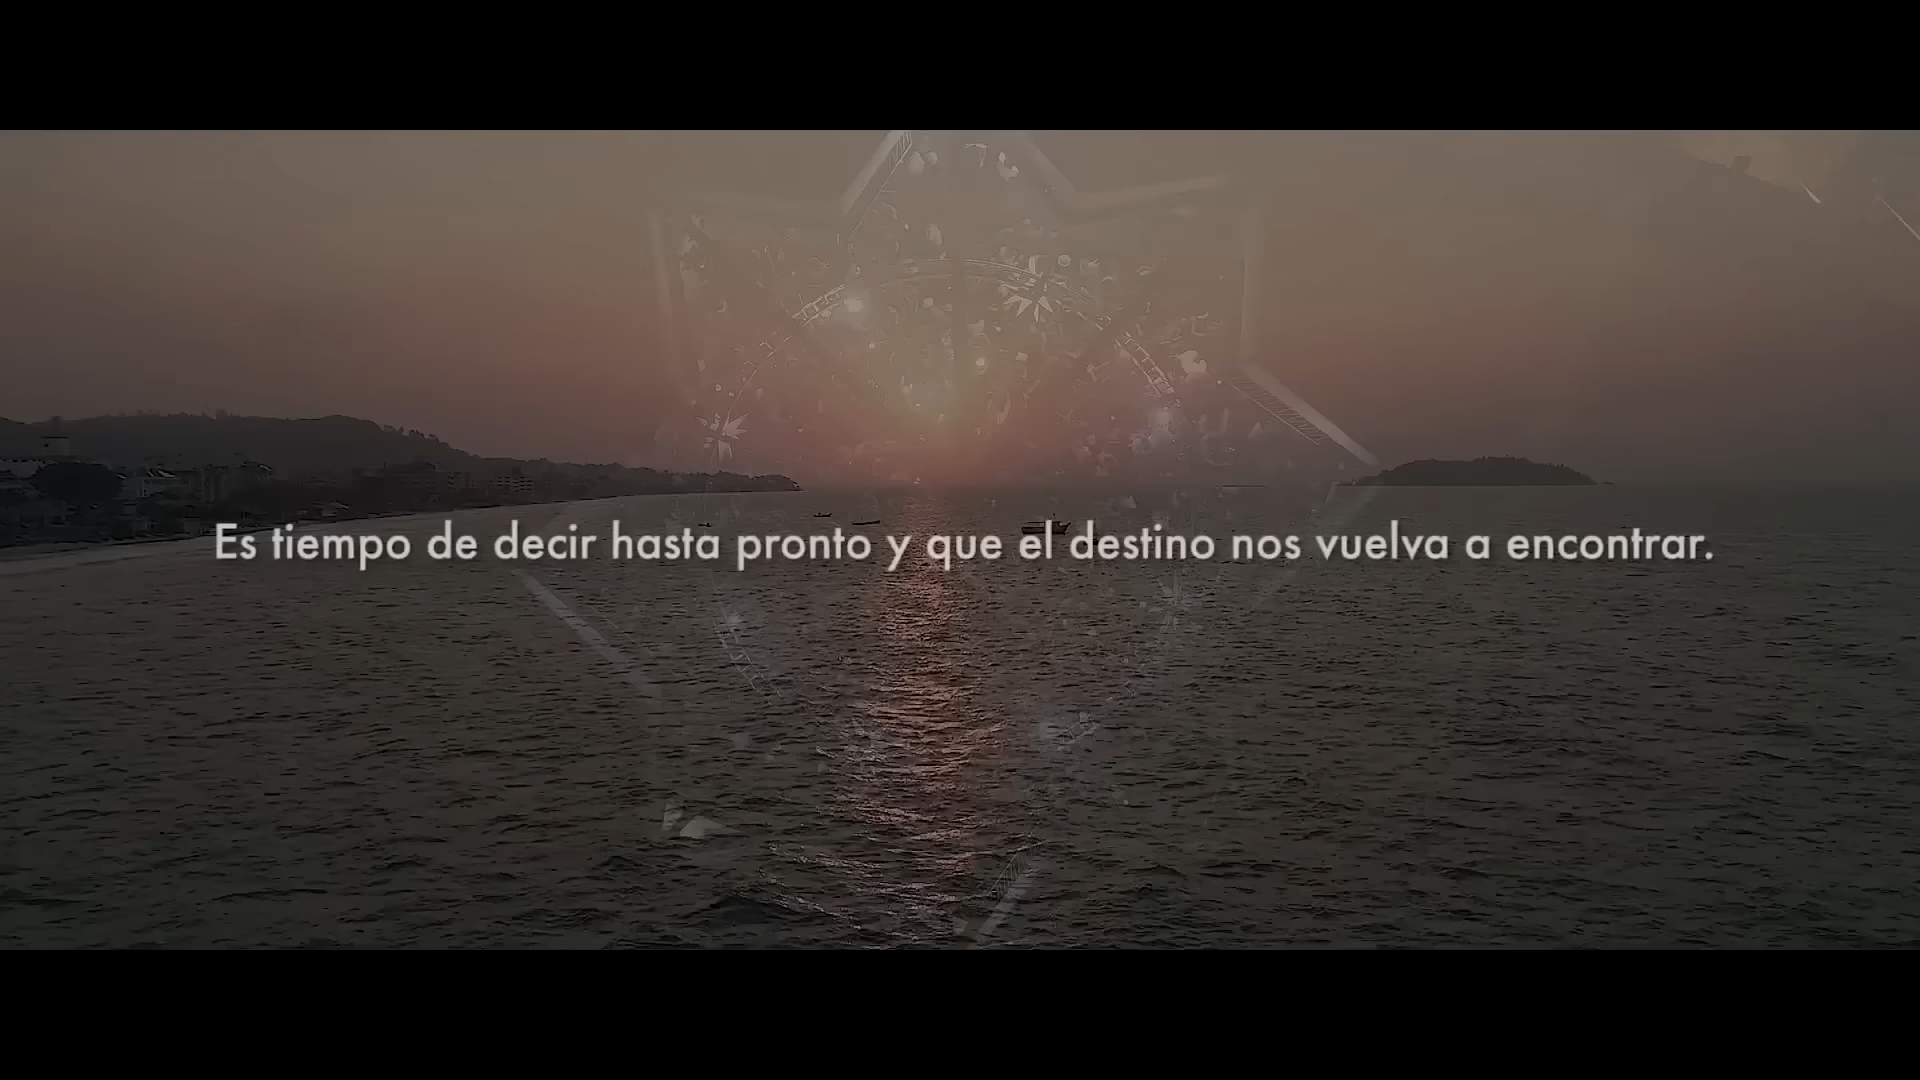 Es tiempo de decir hasta pronto y que el destino nos vuelva a encontrar.